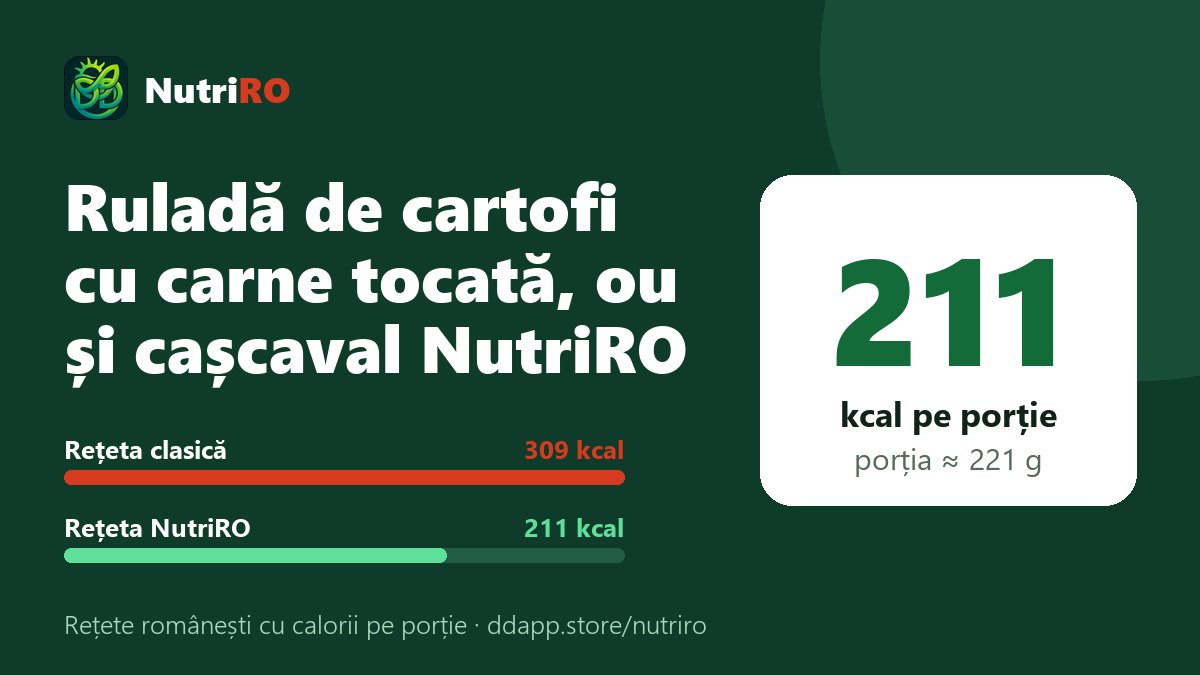 NutriRO
Ruladă de cartofi
cu carne tocată, ou
și cașcaval NutriRO
Rețeta clasică 309 kcal
Rețeta NutriRO 211 kcal
211
kcal pe porție
porția ≈ 221 g
Rețete românești cu calorii pe porție · ddapp.store/nutriro